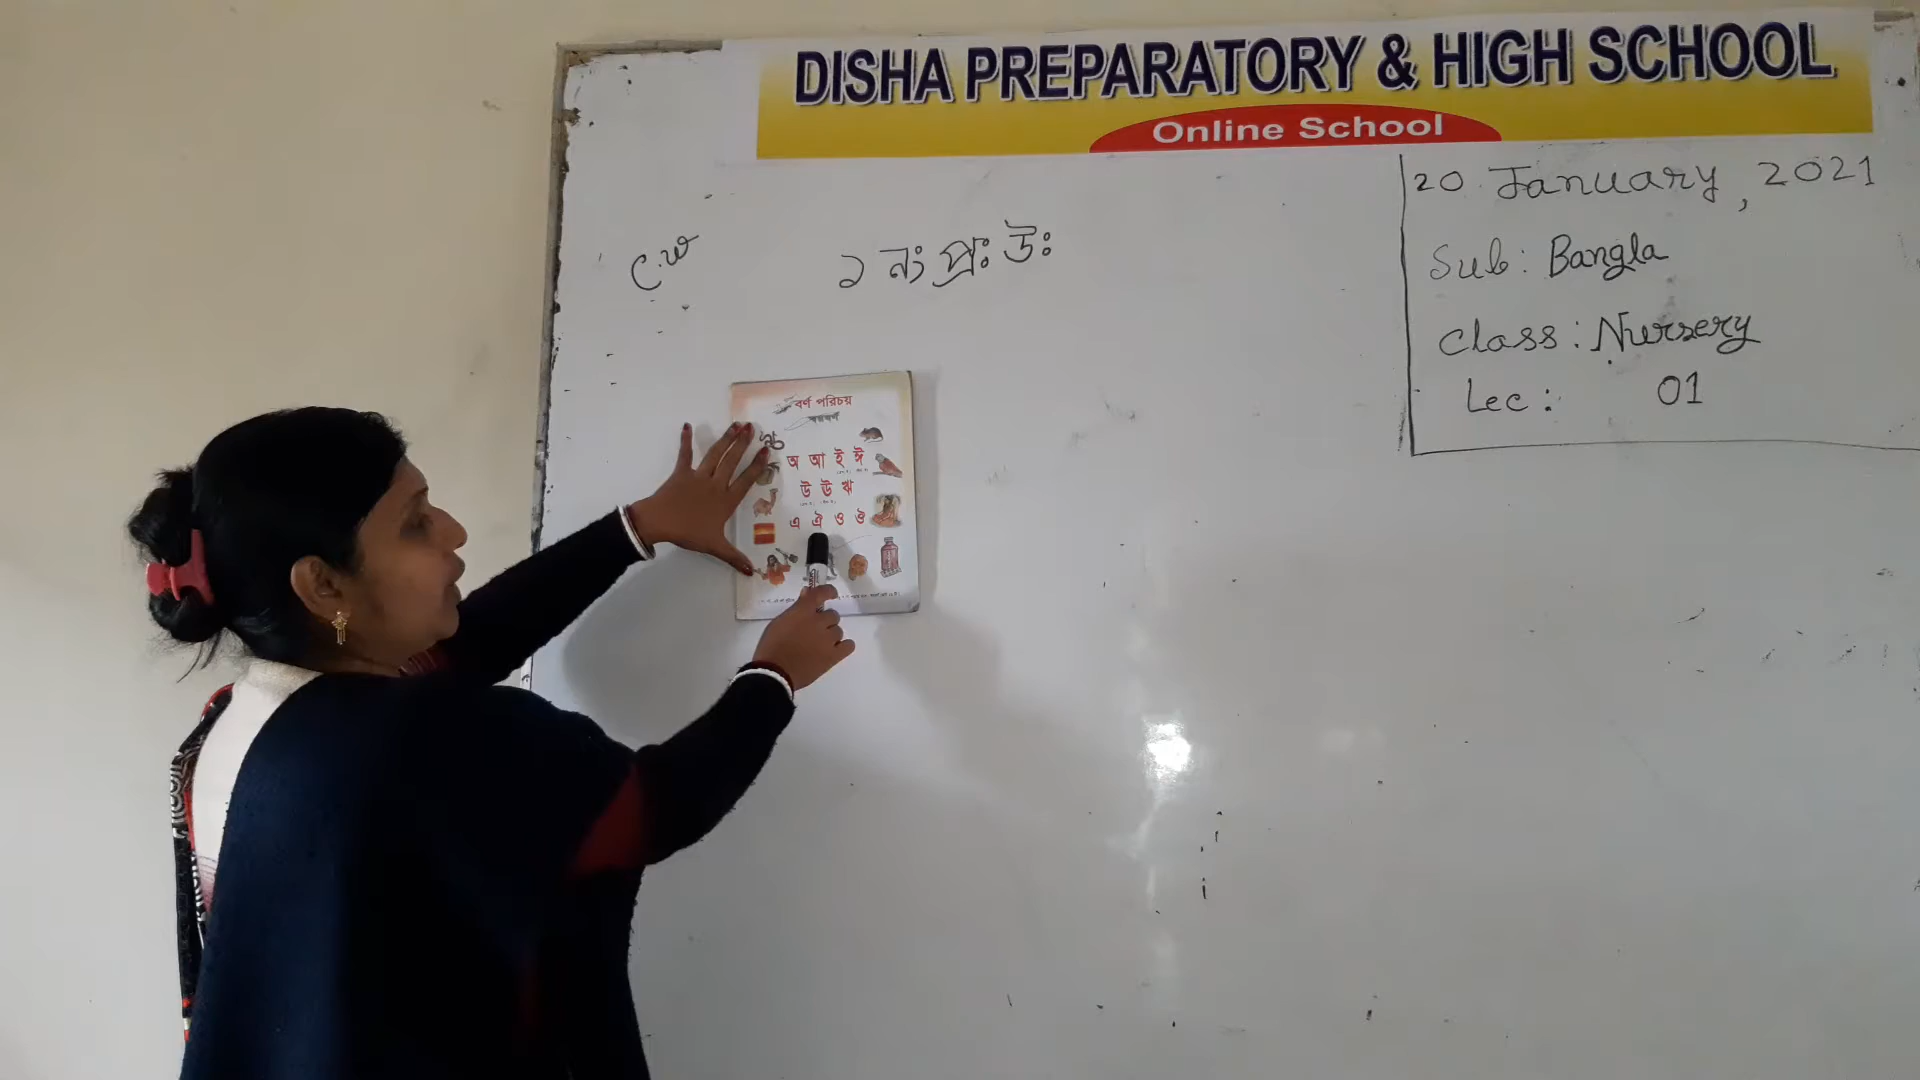 DISHA PREPARATORY & HIGH SCHOOL
Online School
20 January, 2021
Sub: Bangla
Class: Nursery
Lec: 01
C.W
১ নং প্রঃ উঃ
বর্ণ পরিচয়
স্বরবর্ণ
অ আ ই ঈ
উ ঊ ঋ
এ ঐ ও ঔ